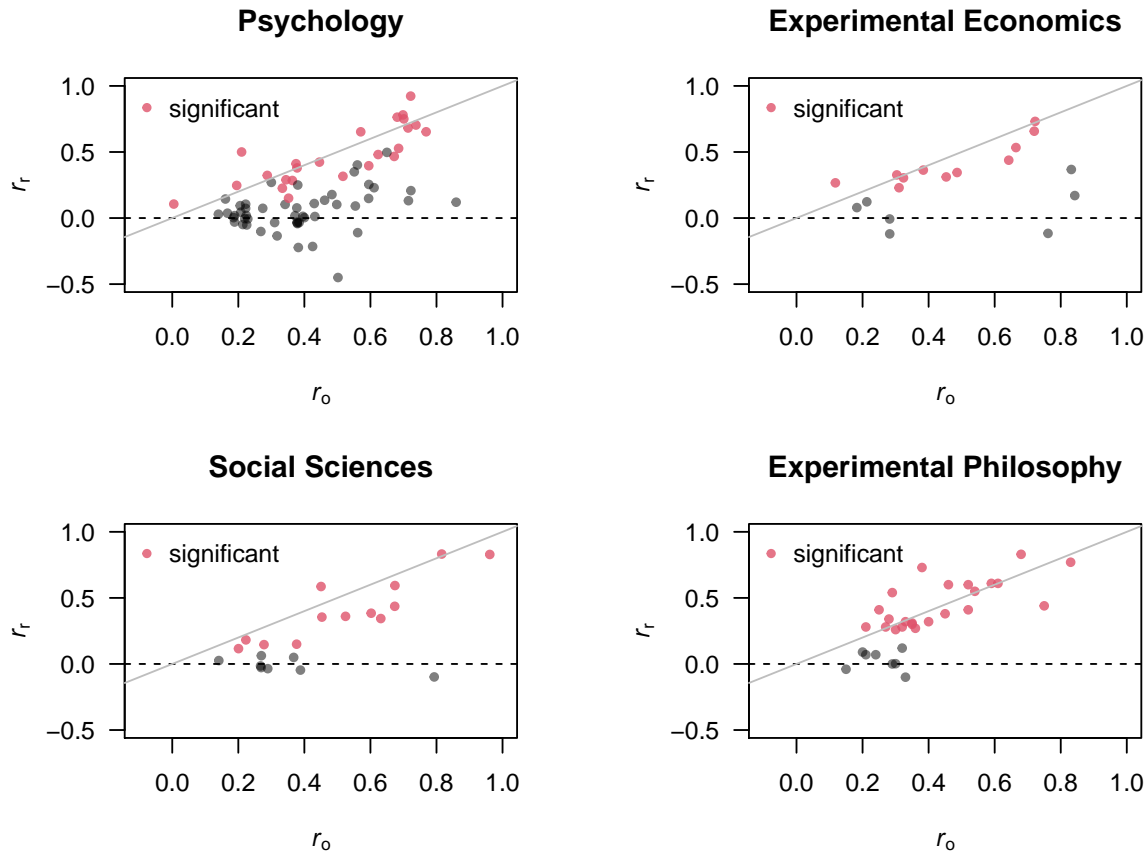 Psychology
1.0
0.5
0.0
−0.5
r_r
significant
0.0 0.2 0.4 0.6 0.8 1.0
r_o
Experimental Economics
1.0
0.5
0.0
−0.5
r_r
significant
0.0 0.2 0.4 0.6 0.8 1.0
r_o
Social Sciences
1.0
0.5
0.0
−0.5
r_r
significant
0.0 0.2 0.4 0.6 0.8 1.0
r_o
Experimental Philosophy
1.0
0.5
0.0
−0.5
r_r
significant
0.0 0.2 0.4 0.6 0.8 1.0
r_o